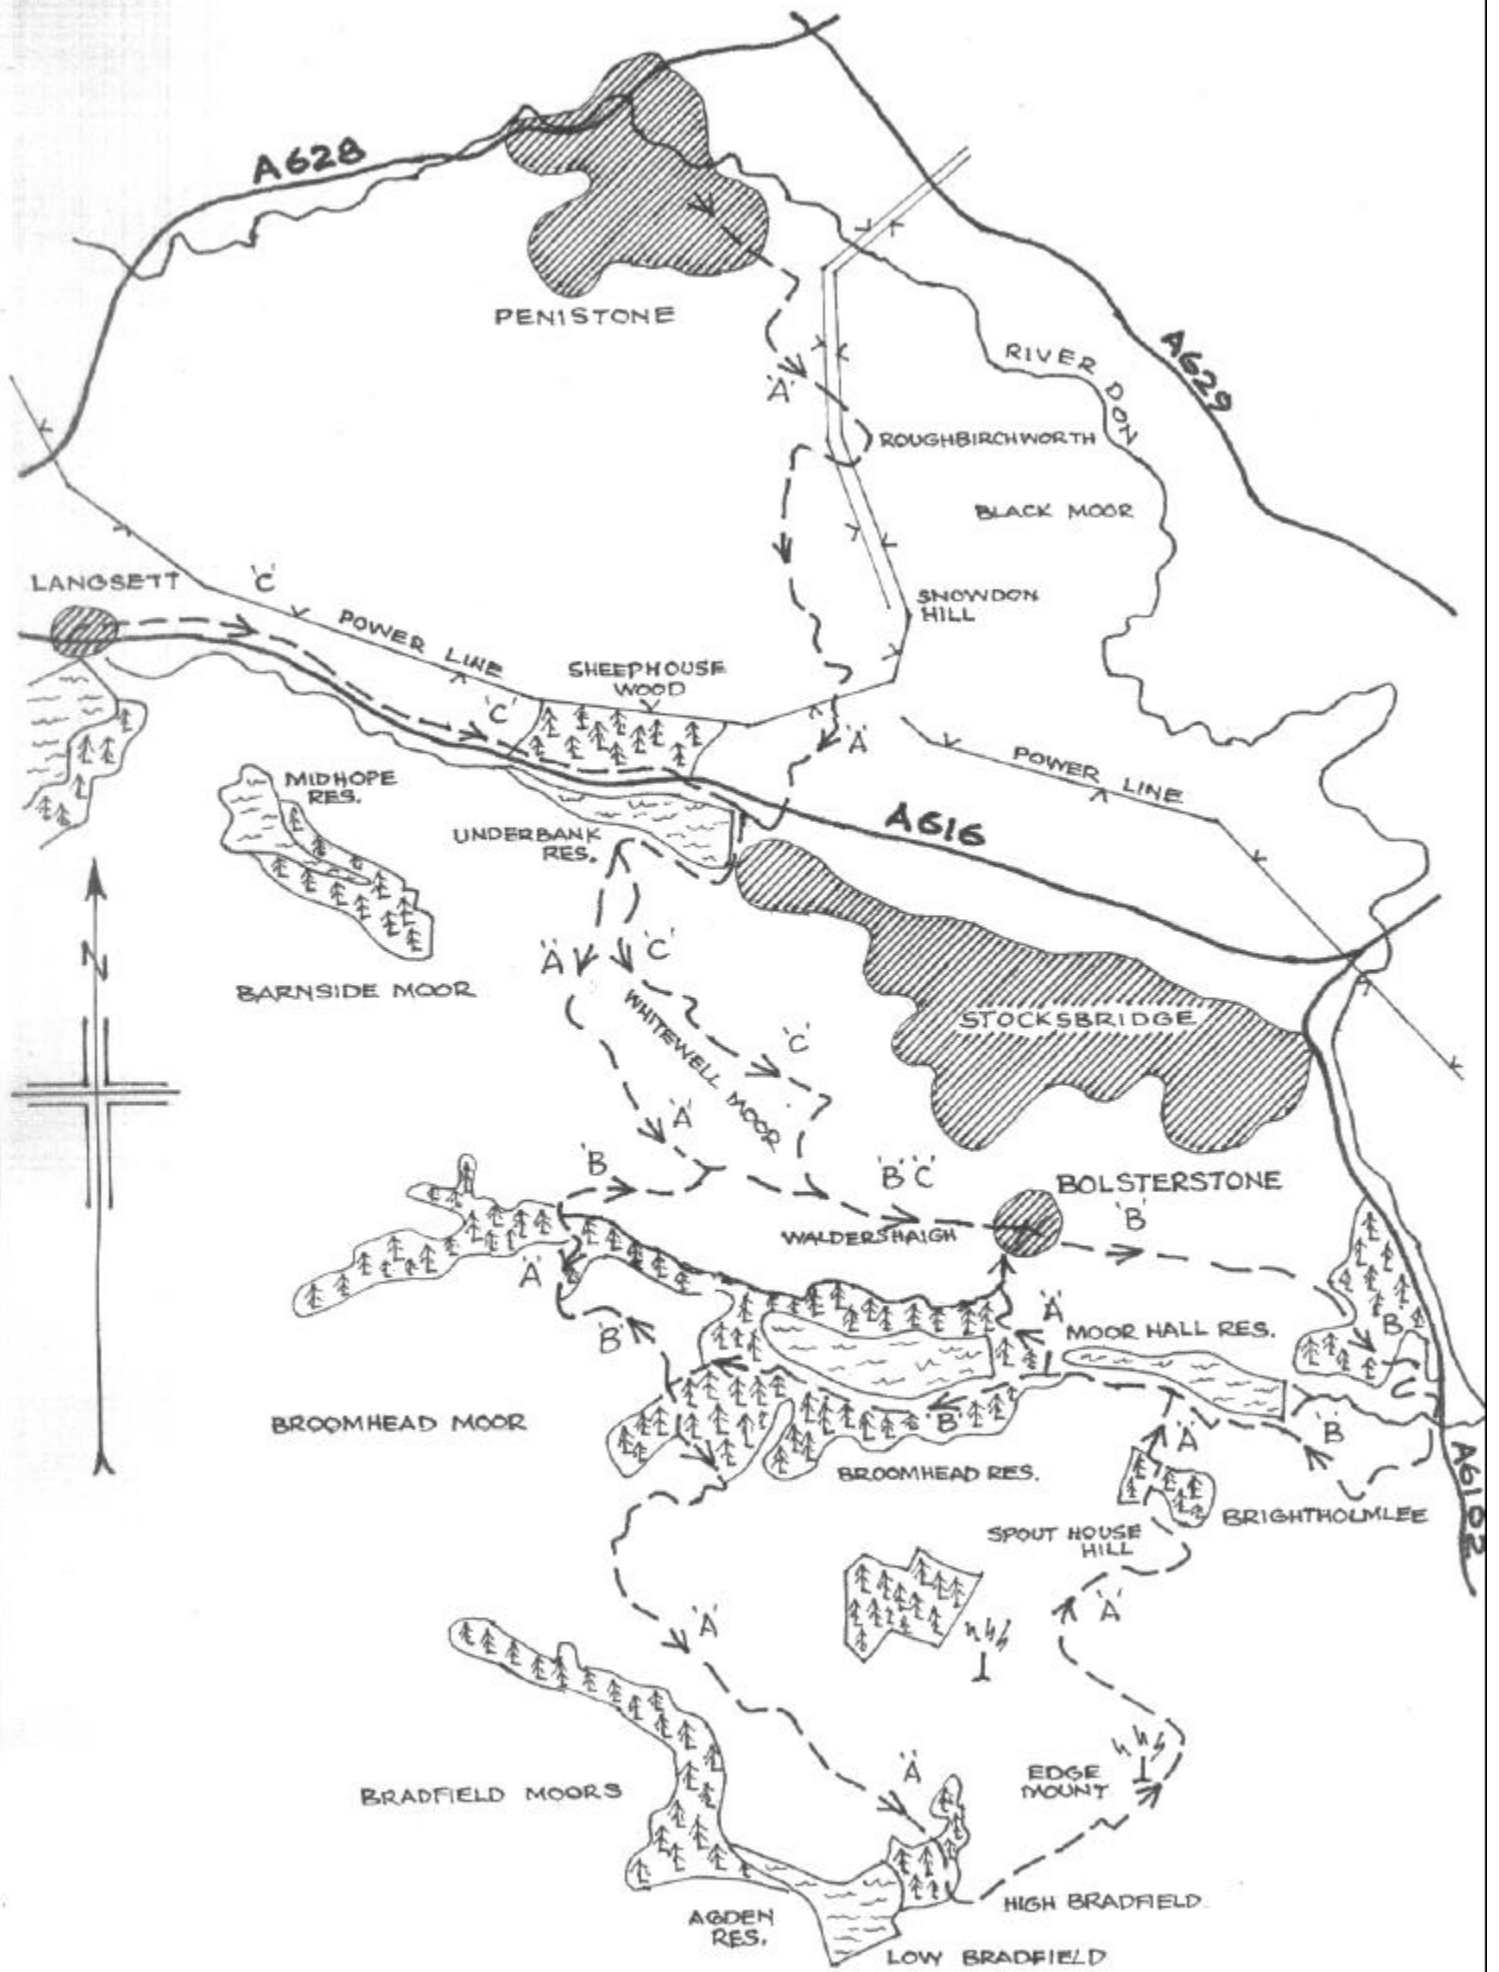 A628
PENISTONE
'A'
RIVER DON
A629
ROUGHBIRCHWORTH
BLACK MOOR
LANGSETT
'C'
POWER LINE
SNOWDON
HILL
SHEEPHOUSE
WOOD
'C'
'A'
POWER LINE
MIDHOPE
RES.
UNDERBANK
RES.
A616
N
'A'
'C'
BARNSIDE MOOR
WHITEWELL MOOR
STOCKSBRIDGE
'C'
'A'
'B'
'B' 'C'
BOLSTERSTONE
'B'
WALDERSHAIGH
'A'
'A'
'B'
MOOR HALL RES.
B
C
BROOMHEAD MOOR
'B'
'A'
'B'
BROOMHEAD RES.
BRIGHTHOLMLEE
A6102
SPOUT HOUSE
HILL
'A'
'A'
'A'
EDGE
MOUNT
BRADFIELD MOORS
HIGH BRADFIELD
AGDEN
RES.
LOW BRADFIELD